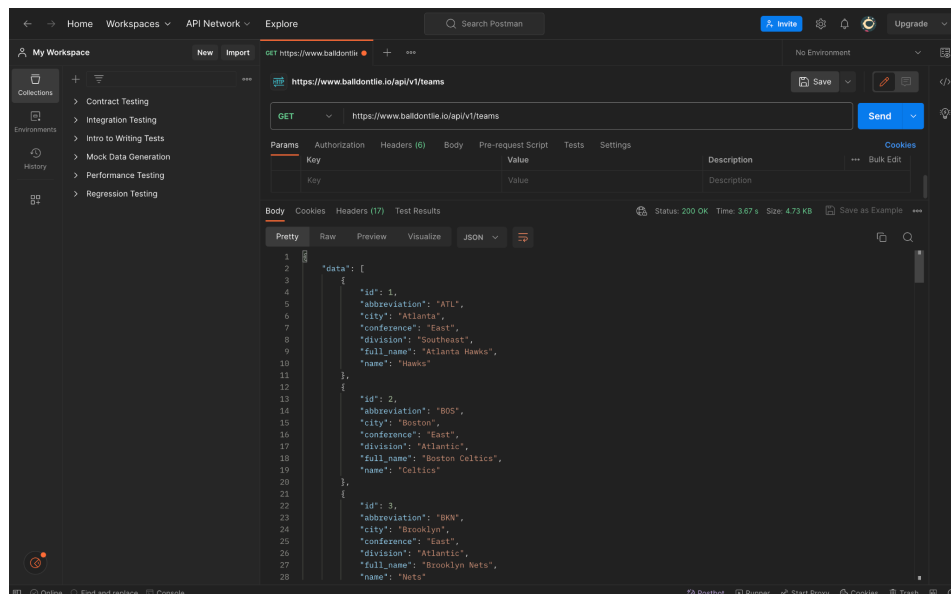 Home Workspaces API Network Explore Search Postman Invite Upgrade
My Workspace New Import GET https://www.balldontlie No Environment
Collections
Environments
History
Contract Testing
Integration Testing
Intro to Writing Tests
Mock Data Generation
Performance Testing
Regression Testing
HTTP https://www.balldontlie.io/api/v1/teams Save
GET https://www.balldontlie.io/api/v1/teams Send
Params Authorization Headers (6) Body Pre-request Script Tests Settings Cookies
Key Value Description Bulk Edit
Key Value Description
Body Cookies Headers (17) Test Results Status: 200 OK Time: 3.67 s Size: 4.73 KB Save as Example
Pretty Raw Preview Visualize JSON
1 {
2 "data": [
3 {
4 "id": 1,
5 "abbreviation": "ATL",
6 "city": "Atlanta",
7 "conference": "East",
8 "division": "Southeast",
9 "full_name": "Atlanta Hawks",
10 "name": "Hawks"
11 },
12 {
13 "id": 2,
14 "abbreviation": "BOS",
15 "city": "Boston",
16 "conference": "East",
17 "division": "Atlantic",
18 "full_name": "Boston Celtics",
19 "name": "Celtics"
20 },
21 {
22 "id": 3,
23 "abbreviation": "BKN",
24 "city": "Brooklyn",
25 "conference": "East",
26 "division": "Atlantic",
27 "full_name": "Brooklyn Nets",
28 "name": "Nets"
Online Find and replace Console Postbot Runner Start Proxy Cookies Trash